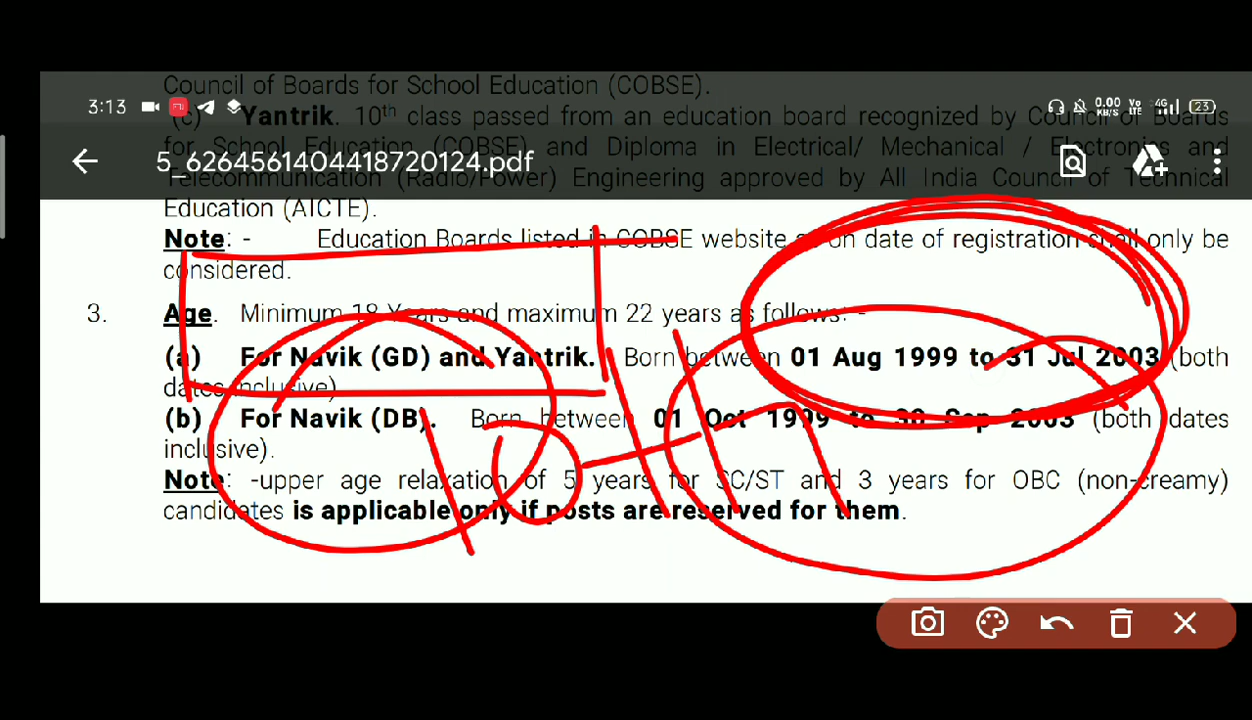 Council of Boards for School Education (COBSE).
3:13 0.00 KB/S Vo LTE 4G 23
(c) Yantrik. 10th class passed from an education board recognized by Council of Boards
for School Education (COBSE) and Diploma in Electrical/ Mechanical / Electronics and
5_6264561404418720124.pdf
Telecommunication (Radio/Power) Engineering approved by All India Council of Technical
Education (AICTE).
Note: - Education Boards listed in COBSE website as on date of registration shall only be
considered.
3. Age. Minimum 18 Years and maximum 22 years as follows: -
(a) For Navik (GD) and Yantrik. Born between 01 Aug 1999 to 31 Jul 2003 (both
dates inclusive)
(b) For Navik (DB). Born between 01 Oct 1999 to 30 Sep 2003 (both dates
inclusive).
Note: -upper age relaxation of 5 years for SC/ST and 3 years for OBC (non-creamy)
candidates is applicable only if posts are reserved for them.